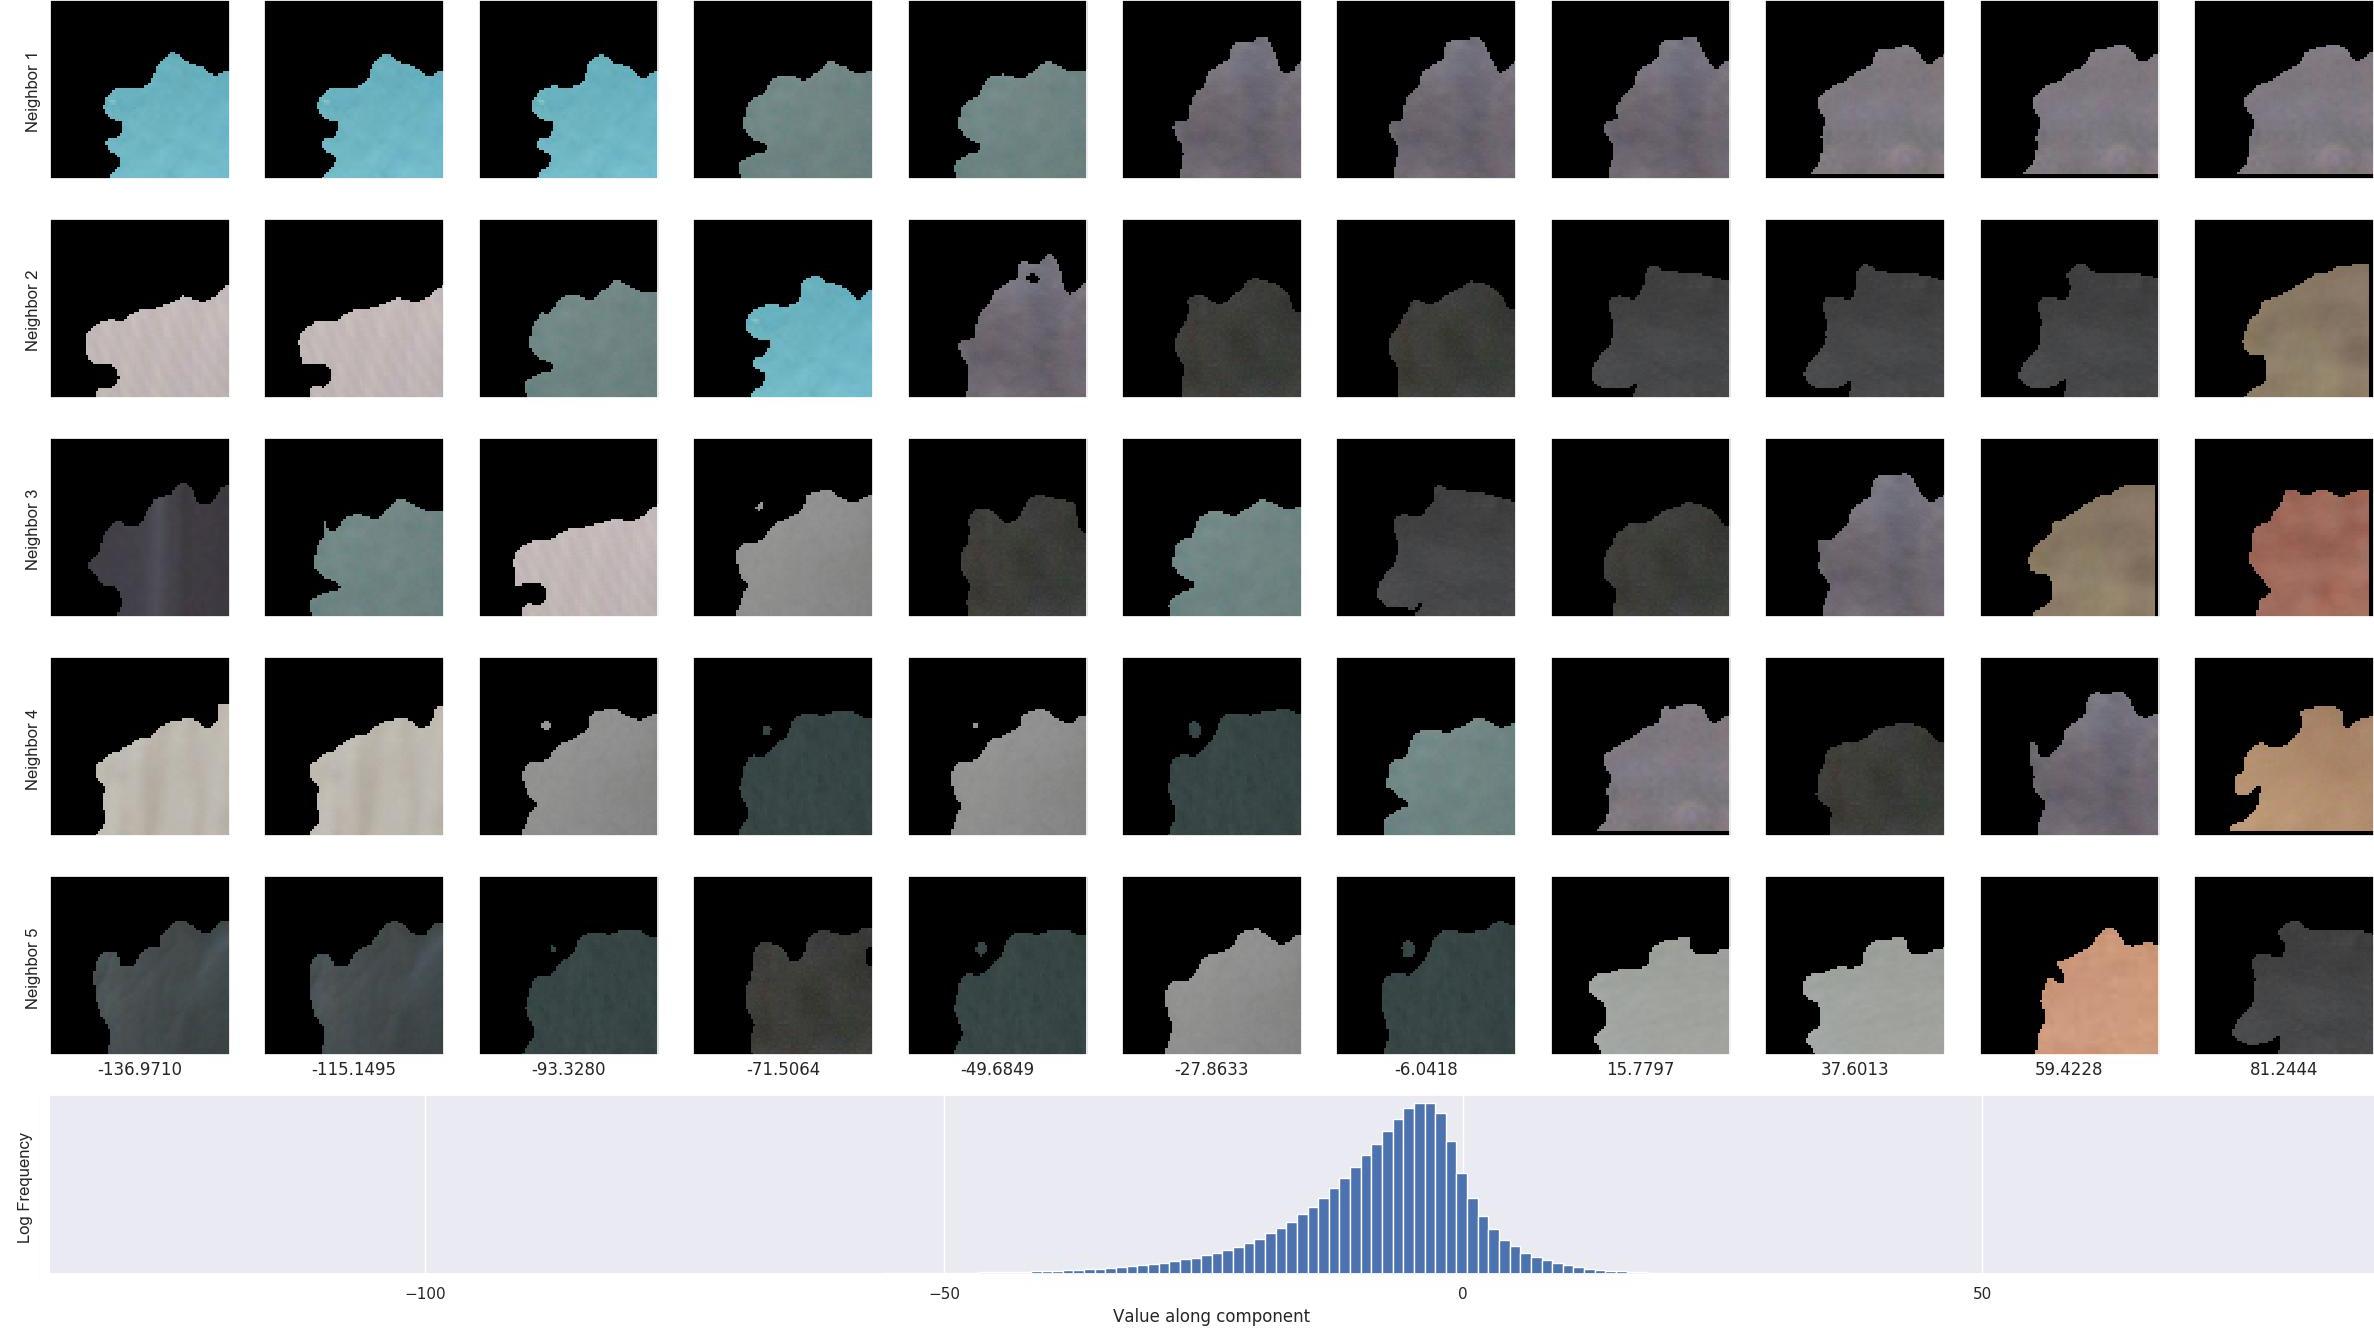 Neighbor 1
Neighbor 2
Neighbor 3
Neighbor 4
Neighbor 5
-136.9710 -115.1495 -93.3280 -71.5064 -49.6849 -27.8633 -6.0418 15.7797 37.6013 59.4228 81.2444
Log Frequency
−100 −50 0 50
Value along component